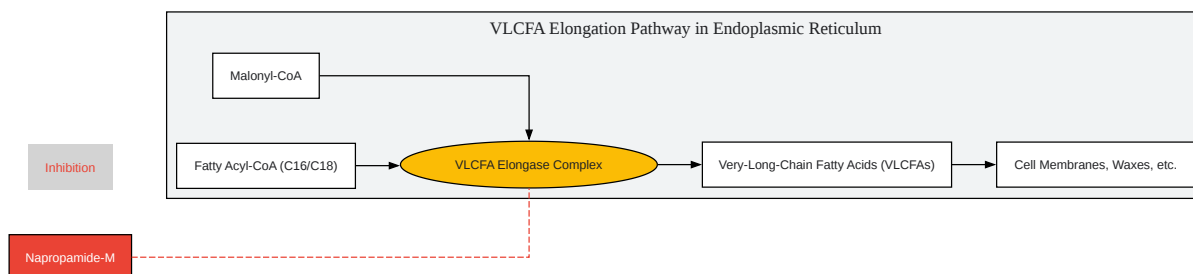 VLCFA Elongation Pathway in Endoplasmic Reticulum
Malonyl-CoA
Inhibition
Fatty Acyl-CoA (C16/C18)
VLCFA Elongase Complex
Very-Long-Chain Fatty Acids (VLCFAs)
Cell Membranes, Waxes, etc.
Napropamide-M